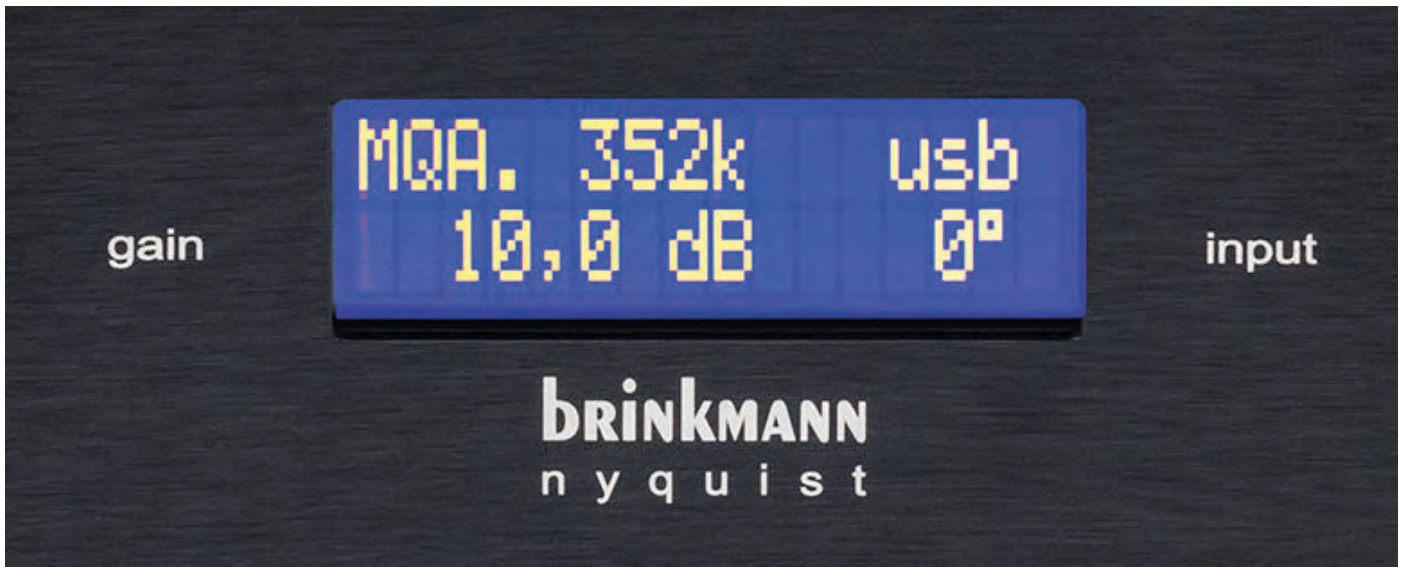 MQA. 352k usb
10,0 dB 0°
gain
input
brinkmann
nyquist